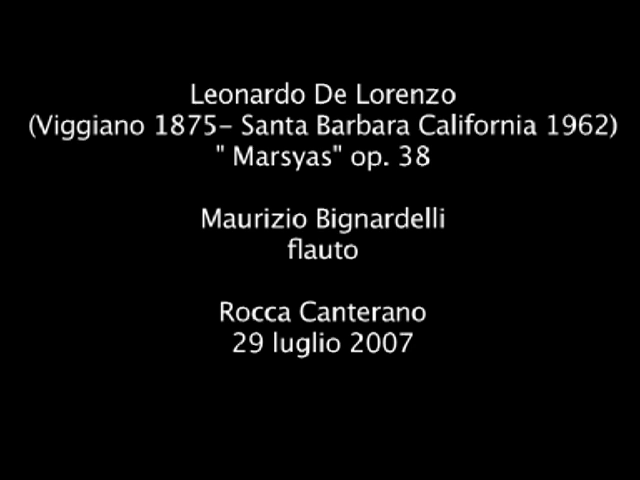 Leonardo De Lorenzo
(Viggiano 1875- Santa Barbara California 1962)
" Marsyas" op. 38
Maurizio Bignardelli
flauto
Rocca Canterano
29 luglio 2007